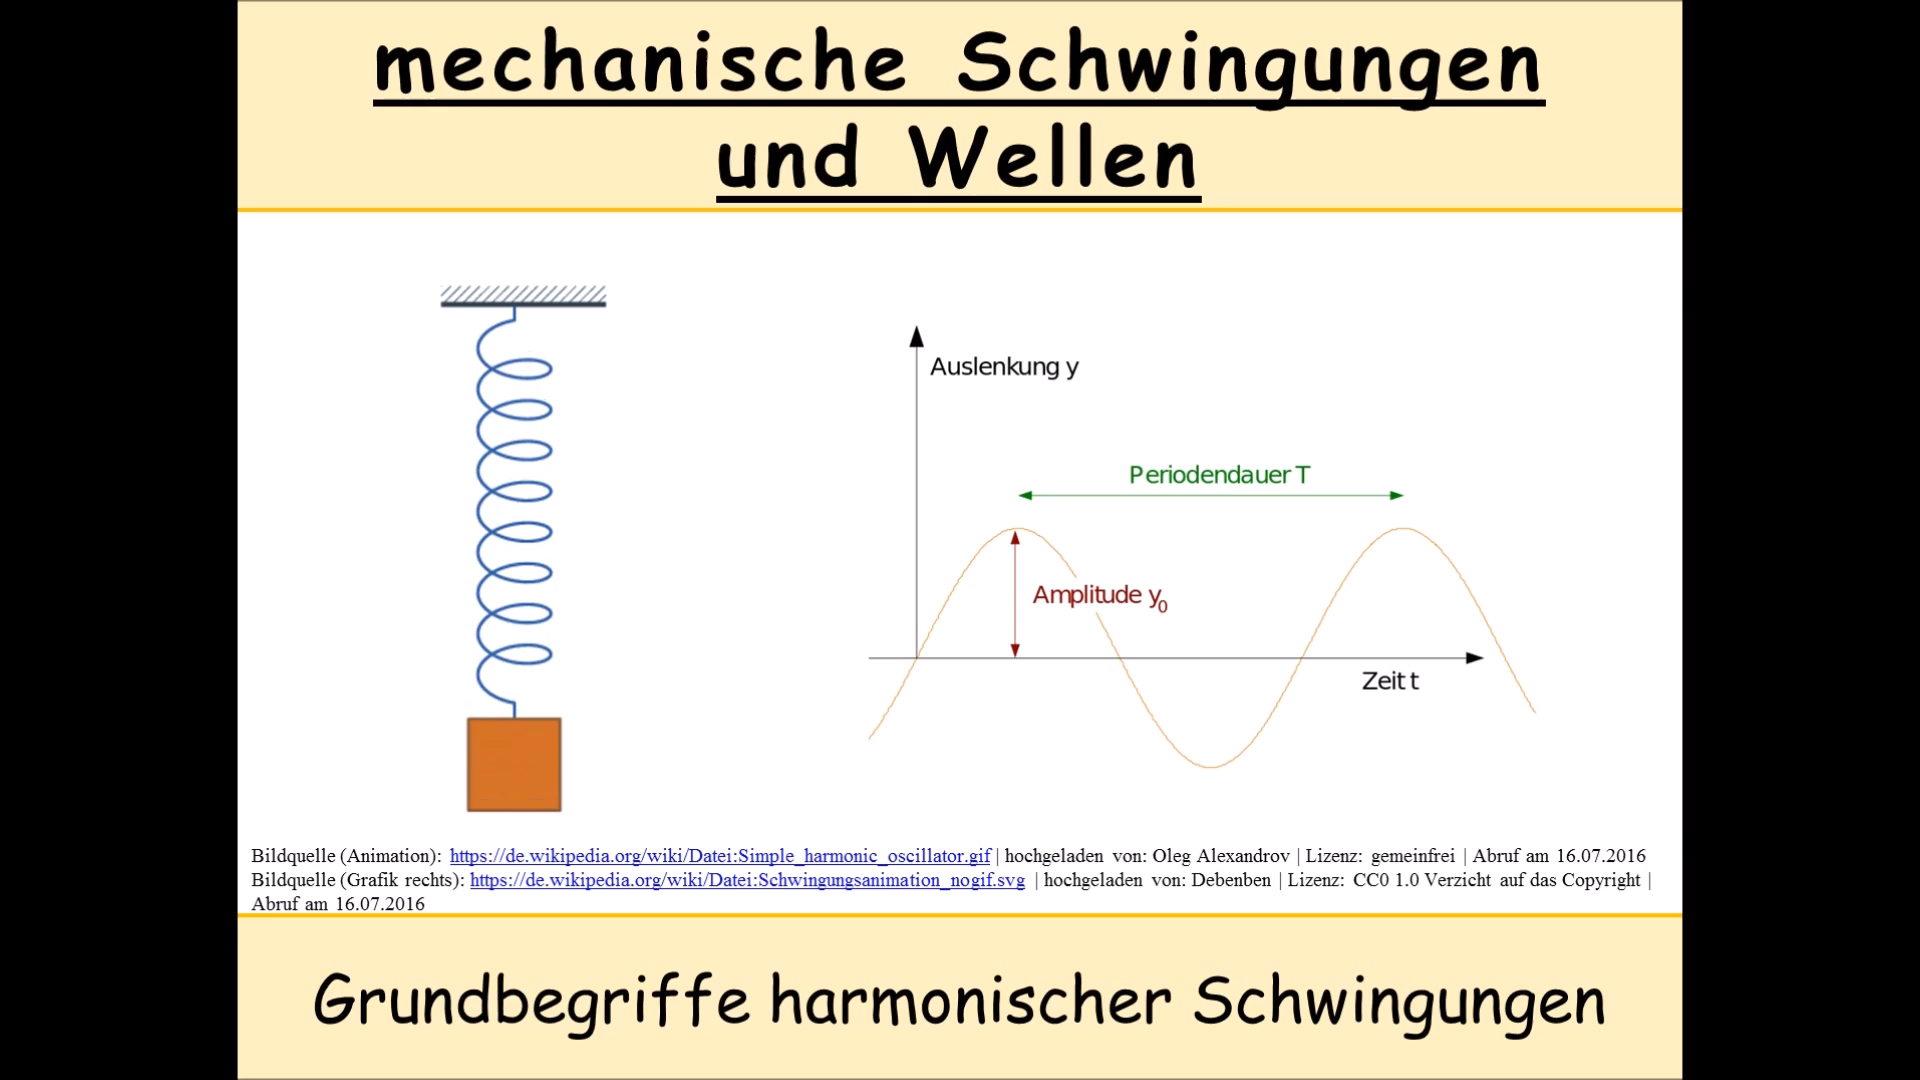 mechanische Schwingungen
und Wellen
Auslenkung y
Periodendauer T
Amplitude y0
Zeit t
Bildquelle (Animation): https://de.wikipedia.org/wiki/Datei:Simple_harmonic_oscillator.gif | hochgeladen von: Oleg Alexandrov | Lizenz: gemeinfrei | Abruf am 16.07.2016
Bildquelle (Grafik rechts): https://de.wikipedia.org/wiki/Datei:Schwingungsanimation_nogif.svg | hochgeladen von: Debenben | Lizenz: CC0 1.0 Verzicht auf das Copyright |
Abruf am 16.07.2016
Grundbegriffe harmonischer Schwingungen